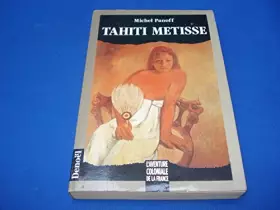 Michel Panoff
TAHITI METISSE
Denoël
L'AVENTURE
COLONIALE
DE LA FRANCE